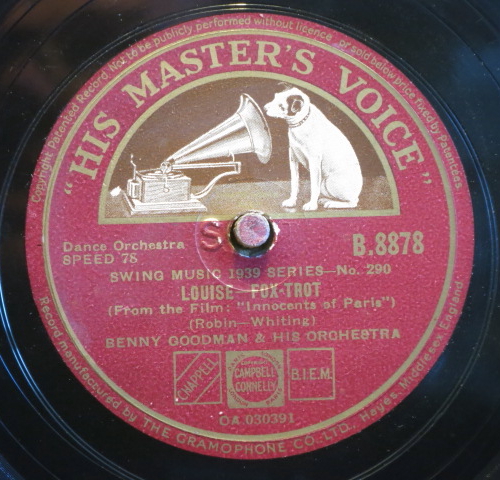 Copyright Patented Record. Not to be publicly performed without licence, or sold below price fixed by Patentees.
"HIS MASTER'S VOICE"
Dance Orchestra
SPEED 78
S
B.8878
SWING MUSIC 1939 SERIES—No. 290
LOUISE—FOX-TROT
(From the Film: "Innocents of Paris")
(Robin—Whiting)
BENNY GOODMAN & HIS ORCHESTRA
CHAPPELL
CAMPBELL
CONNELLY
B.I.E.M.
OA 030391
Record manufactured by THE GRAMOPHONE CO., LTD., Hayes, Middlesex, England.